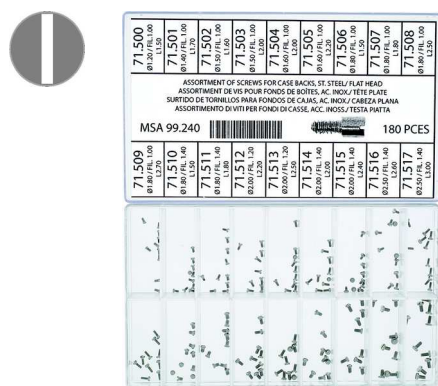 71.500
Ø1.20 / FIL. 1.00
L1.50
71.501
Ø1.40 / FIL. 1.00
L1.70
71.502
Ø1.50 / FIL. 1.00
L1.60
71.503
Ø1.50 / FIL. 1.00
L2.00
71.504
Ø1.60 / FIL. 1.00
L2.00
71.505
Ø1.60 / FIL. 1.00
L2.20
71.506
Ø1.80 / FIL. 1.00
L1.50
71.507
Ø1.80 / FIL. 1.00
L1.80
71.508
Ø1.80 / FIL. 1.00
L2.50
ASSORTMENT OF SCREWS FOR CASE BACKS, ST. STEEL/ FLAT HEAD
ASSORTIMENT DE VIS POUR FONDS DE BOÎTES, AC. INOX./ TÊTE PLATE
SURTIDO DE TORNILLOS PARA FONDOS DE CAJAS, AC. INOX./ CABEZA PLANA
ASSORTIMENTO DI VITI PER FONDI DI CASSE, ACC. INOSS./ TESTA PIATTA
MSA 99.240
180 PCES
71.509
Ø1.80 / FIL. 1.00
L2.70
71.510
Ø1.80 / FIL. 1.40
L1.50
71.511
Ø1.80 / FIL. 1.40
L1.80
71.512
Ø2.00 / FIL. 1.20
L2.20
71.513
Ø2.00 / FIL. 1.20
L2.50
71.514
Ø2.00 / FIL. 1.40
L2.00
71.515
Ø2.00 / FIL. 1.40
L2.40
71.516
Ø2.50 / FIL. 1.40
L2.60
71.517
Ø2.50 / FIL. 1.40
L3.00